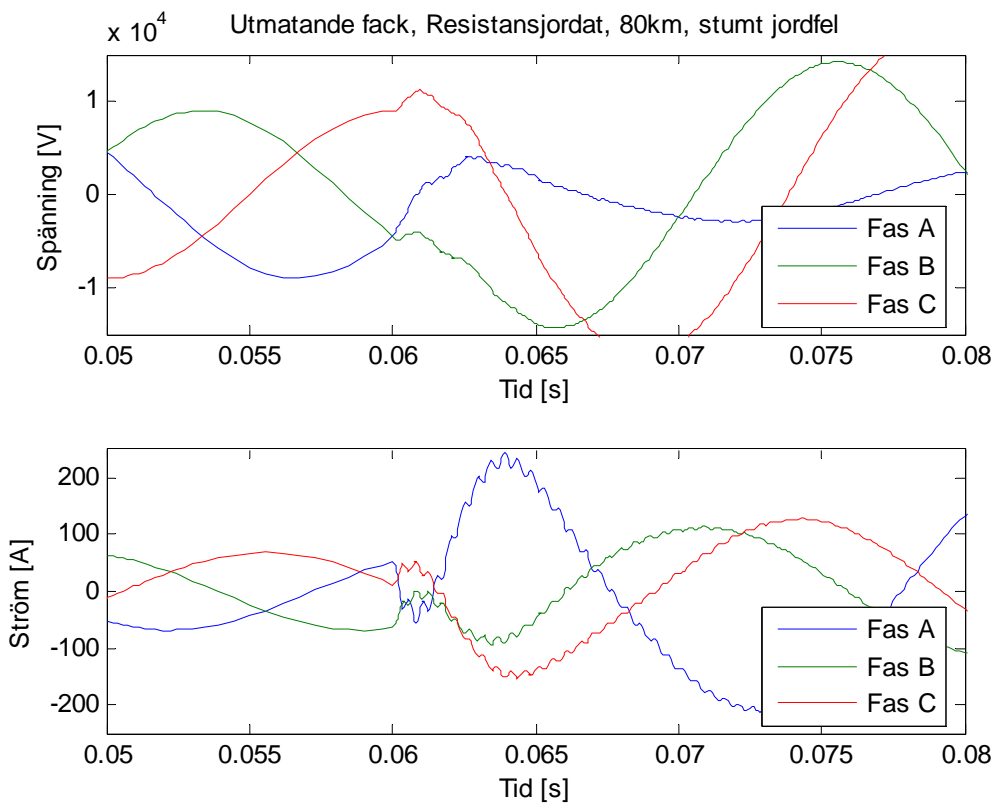 Utmatande fack, Resistansjordat, 80km, stumt jordfel
x 10^4
1
0
-1
Spänning [V]
0.05 0.055 0.06 0.065 0.07 0.075 0.08
Tid [s]
Fas A
Fas B
Fas C
200
100
0
-100
-200
Ström [A]
0.05 0.055 0.06 0.065 0.07 0.075 0.08
Tid [s]
Fas A
Fas B
Fas C